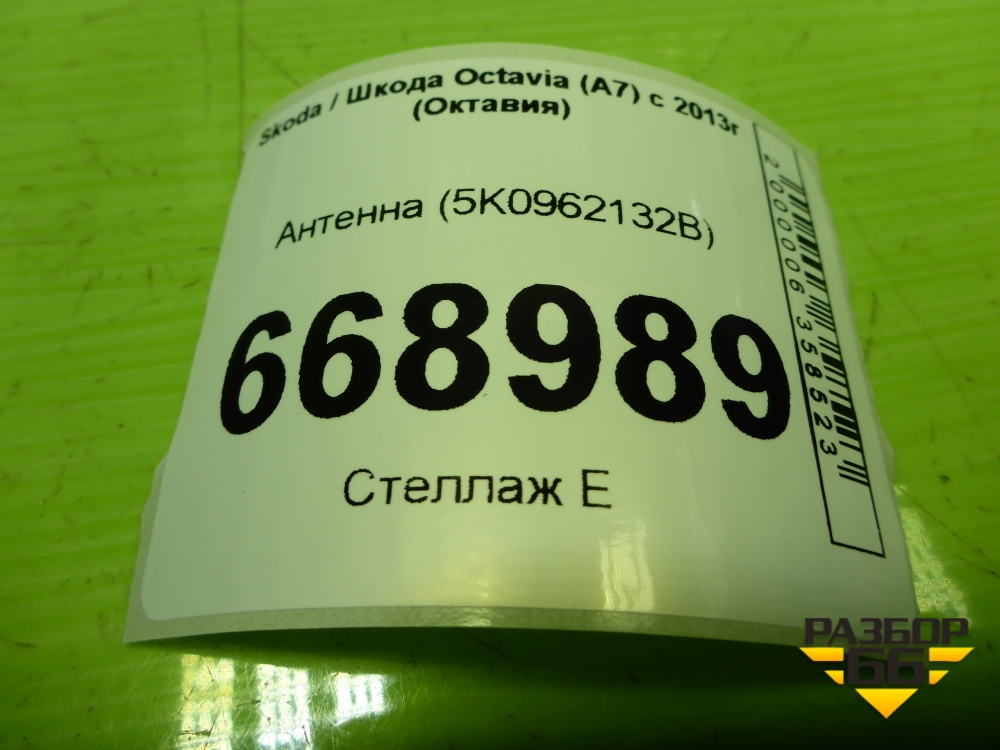 Skoda / Шкода Octavia (A7) с 2013г
(Октавия)
Антенна (5K0962132B)
668989
Стеллаж Е
2000006358523
РАЗБОР
66